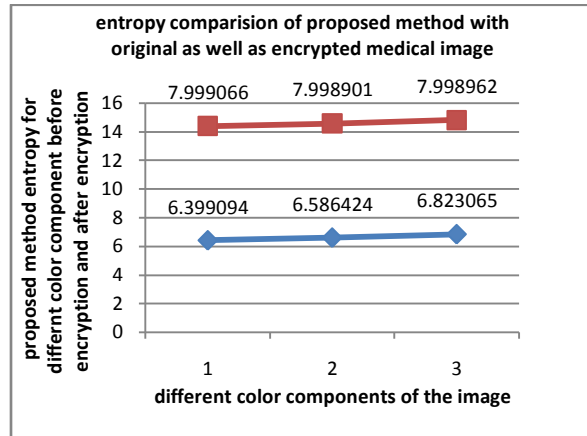 entropy comparision of proposed method with
original as well as encrypted medical image
proposed method entropy for
differnt color component before
encryption and after encryption
16
14
12
10
8
6
4
2
0
7.999066 7.998901 7.998962
6.399094 6.586424 6.823065
1 2 3
different color components of the image